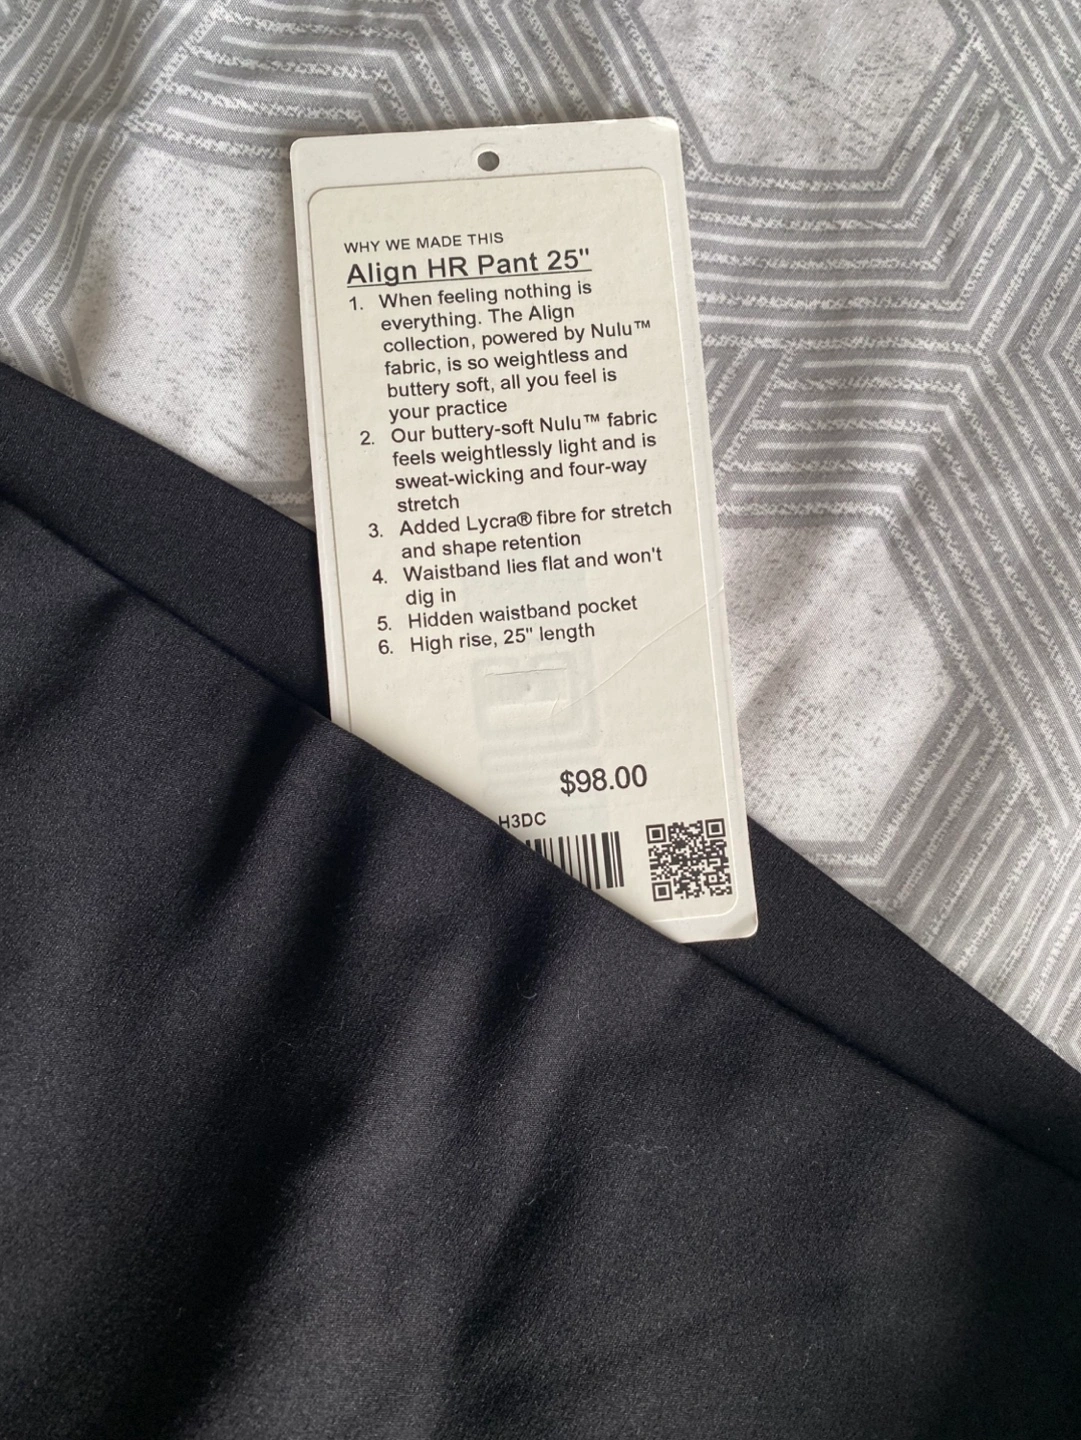 WHY WE MADE THIS
Align HR Pant 25"
1. When feeling nothing is
everything. The Align
collection, powered by Nulu™
fabric, is so weightless and
buttery soft, all you feel is
your practice
2. Our buttery-soft Nulu™ fabric
feels weightlessly light and is
sweat-wicking and four-way
stretch
3. Added Lycra® fibre for stretch
and shape retention
4. Waistband lies flat and won't
dig in
5. Hidden waistband pocket
6. High rise, 25" length
$98.00
H3DC